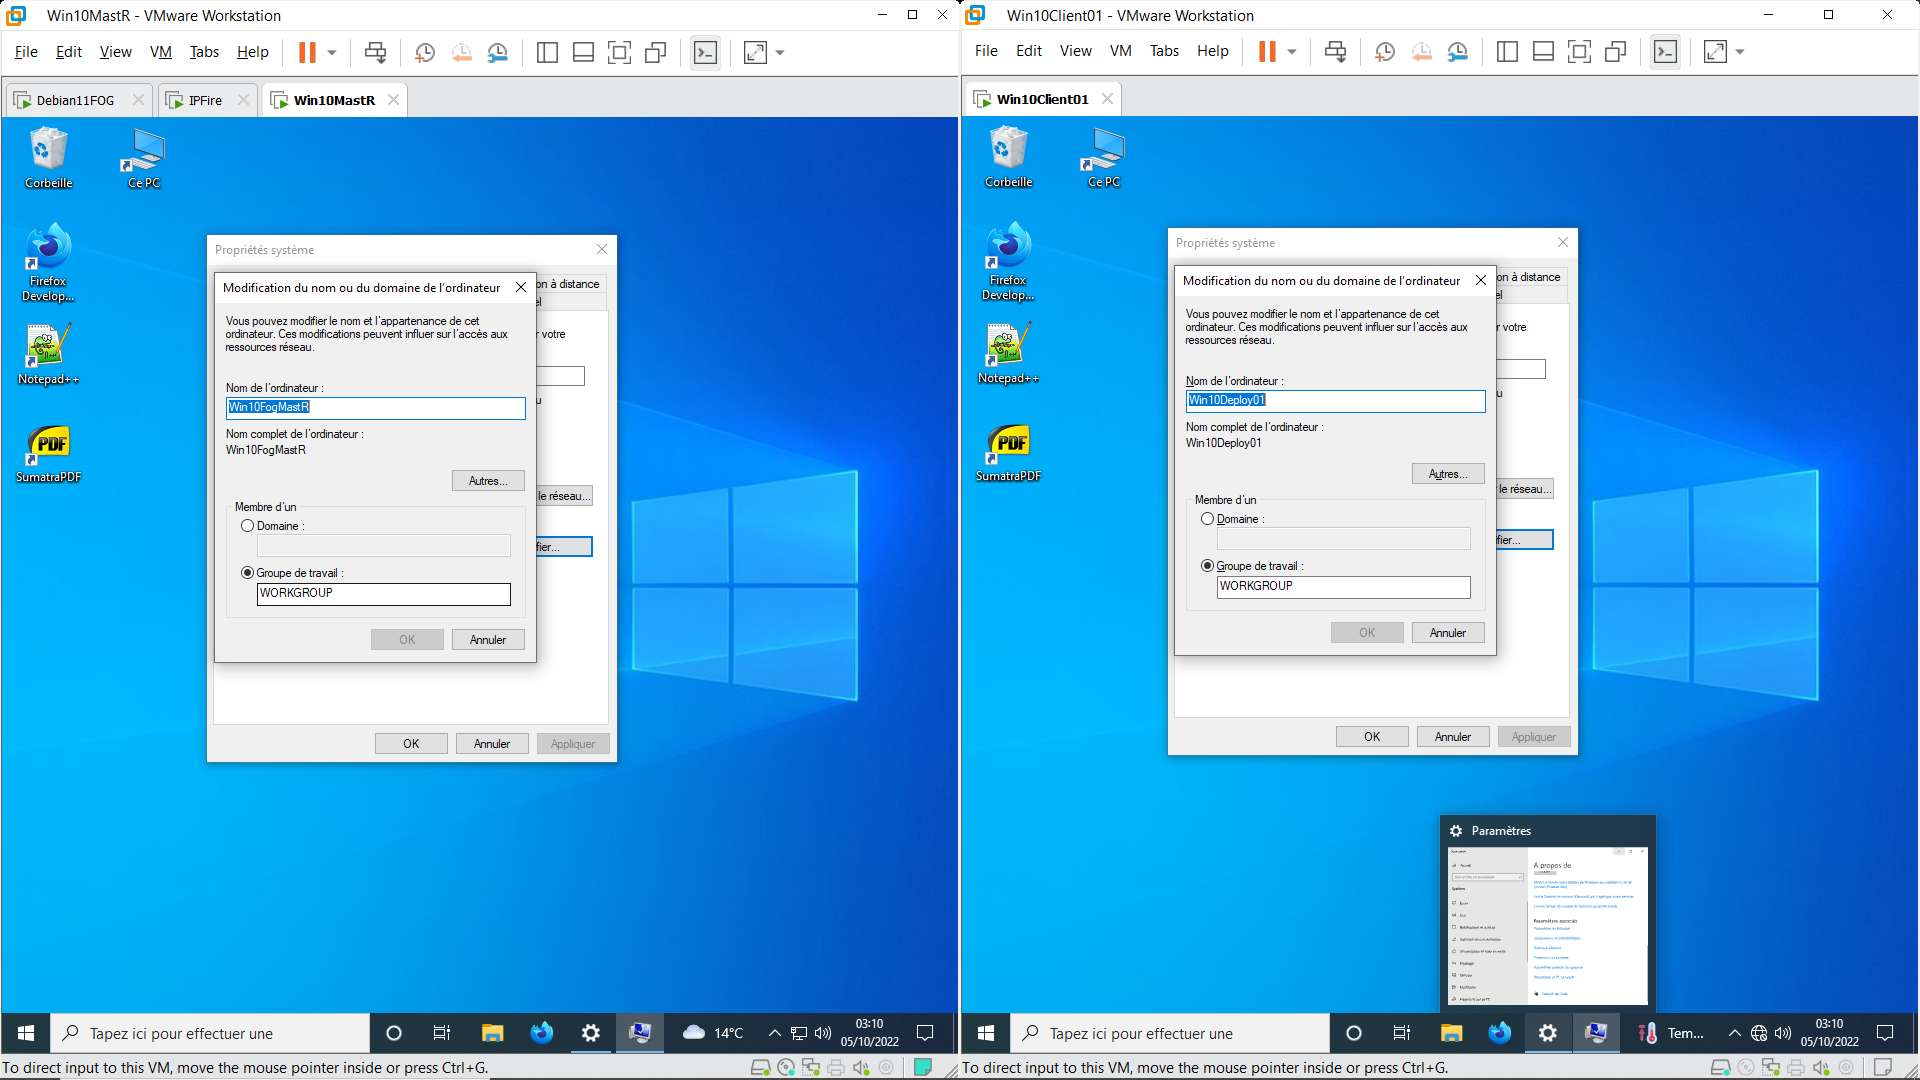 Win10MastR - VMware Workstation
File Edit View VM Tabs Help
Debian11FOG
IPFire
Win10MastR
Corbeille
Ce PC
Firefox
Develop...
Notepad++
SumatraPDF
Propriétés système
on à distance
el
r votre
u
le réseau...
fier...
Modification du nom ou du domaine de l'ordinateur
Vous pouvez modifier le nom et l'appartenance de cet
ordinateur. Ces modifications peuvent influer sur l'accès aux
ressources réseau.
Nom de l'ordinateur :
Win10FogMastR
Nom complet de l'ordinateur :
Win10FogMastR
Autres...
Membre d'un
Domaine :
Groupe de travail :
WORKGROUP
OK
Annuler
OK
Annuler
Appliquer
Tapez ici pour effectuer une
14°C
03:10
05/10/2022
To direct input to this VM, move the mouse pointer inside or press Ctrl+G.
Win10Client01 - VMware Workstation
File Edit View VM Tabs Help
Win10Client01
Corbeille
Ce PC
Firefox
Develop...
Notepad++
SumatraPDF
Propriétés système
on à distance
el
r votre
u
le réseau...
fier...
Modification du nom ou du domaine de l'ordinateur
Vous pouvez modifier le nom et l'appartenance de cet
ordinateur. Ces modifications peuvent influer sur l'accès aux
ressources réseau.
Nom de l'ordinateur :
Win10Deploy01
Nom complet de l'ordinateur :
Win10Deploy01
Autres...
Membre d'un
Domaine :
Groupe de travail :
WORKGROUP
OK
Annuler
OK
Annuler
Appliquer
Paramètres
À propos de
Tapez ici pour effectuer une
Tem...
03:10
05/10/2022
To direct input to this VM, move the mouse pointer inside or press Ctrl+G.